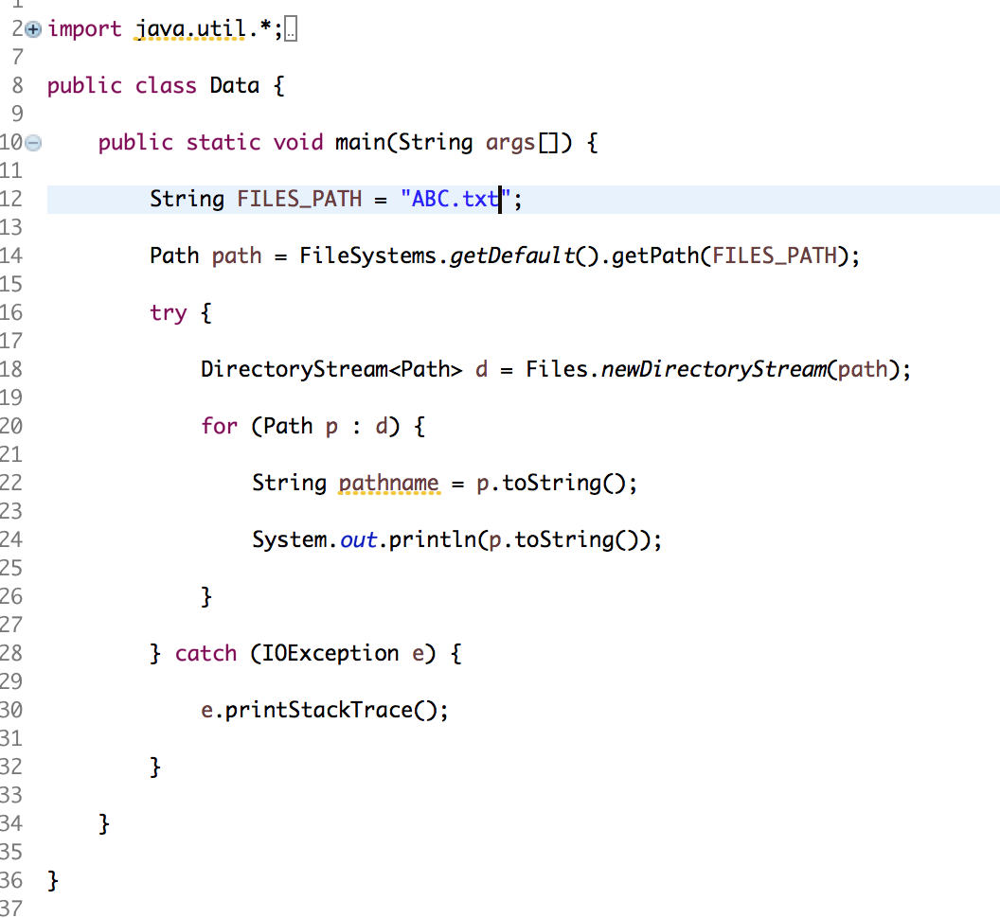 1
2 import java.util.*;
7
8 public class Data {
9
10 public static void main(String args[]) {
11
12 String FILES_PATH = "ABC.txt";
13
14 Path path = FileSystems.getDefault().getPath(FILES_PATH);
15
16 try {
17
18 DirectoryStream<Path> d = Files.newDirectoryStream(path);
19
20 for (Path p : d) {
21
22 String pathname = p.toString();
23
24 System.out.println(p.toString());
25
26 }
27
28 } catch (IOException e) {
29
30 e.printStackTrace();
31
32 }
33
34 }
35
36 }
37